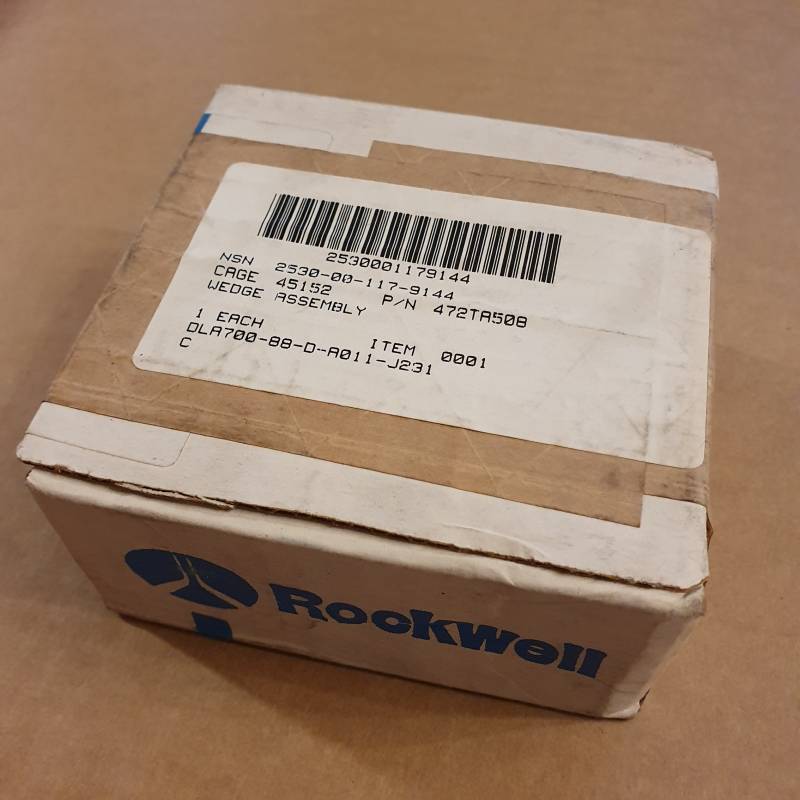 2530001179144
NSN 2530-00-117-9144
CAGE 45152 P/N 472TA508
WEDGE ASSEMBLY
1 EACH ITEM 0001
DLA700-88-D-A011-J231
C
Rockwell